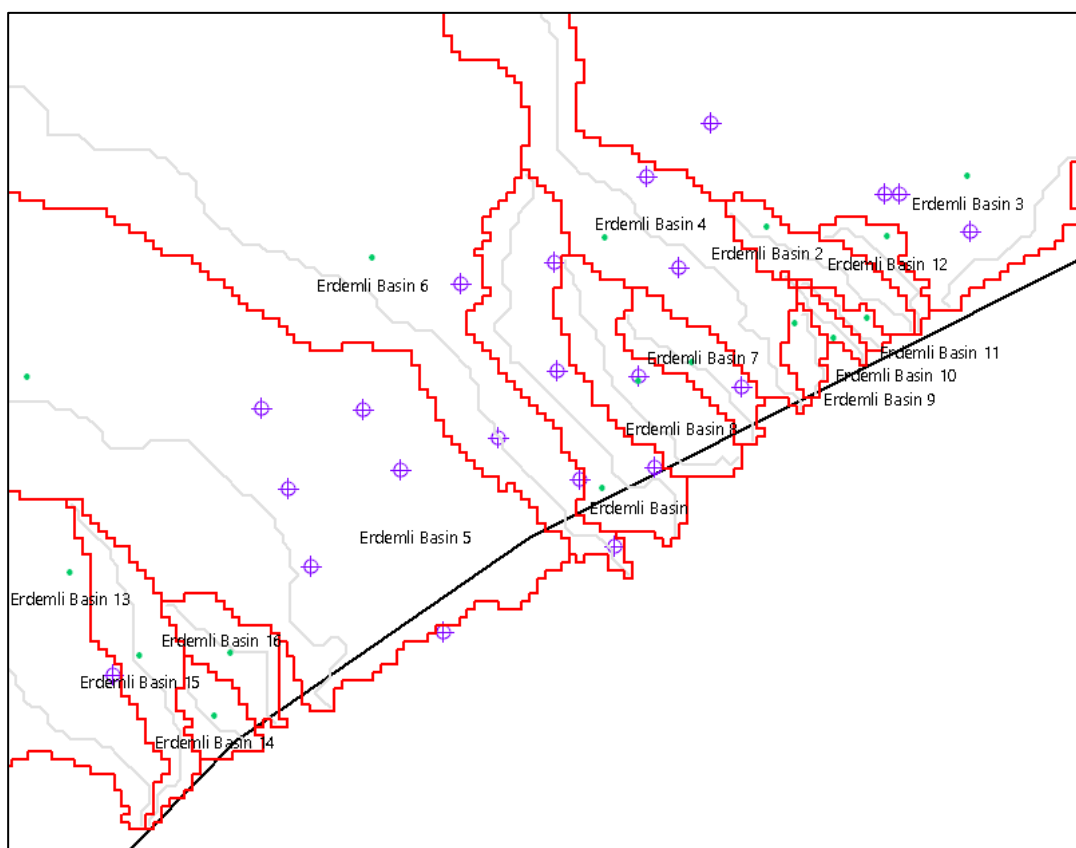 Erdemli Basin 3
Erdemli Basin 4
Erdemli Basin 2
Erdemli Basin 12
Erdemli Basin 6
Erdemli Basin 11
Erdemli Basin 7
Erdemli Basin 10
Erdemli Basin 9
Erdemli Basin 8
Erdemli Basin
Erdemli Basin 5
Erdemli Basin 13
Erdemli Basin 16
Erdemli Basin 15
Erdemli Basin 14